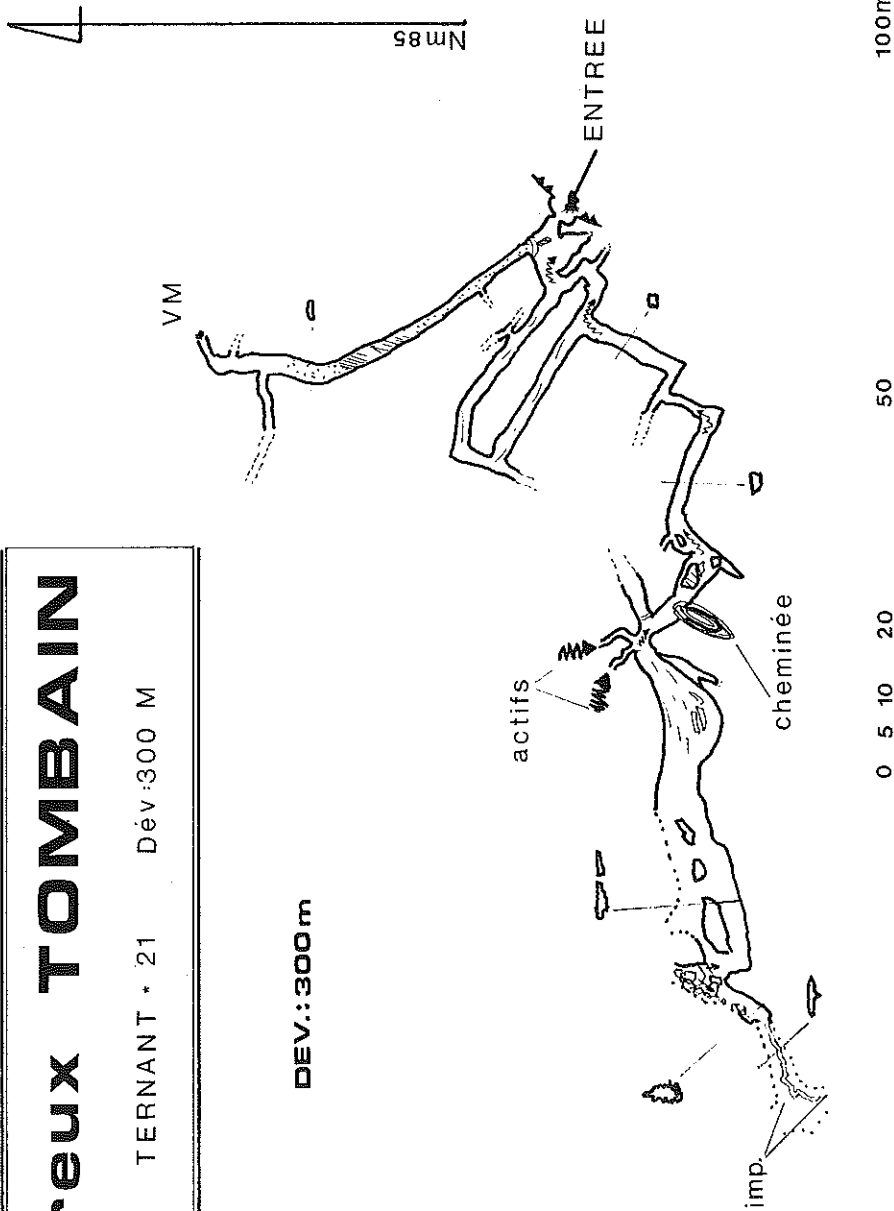 reux TOMBAIN
TERNANT * 21 Dév:300 M
DEV.: 300m
Nm85
VM
ENTREE
actifs
cheminée
imp.
0 5 10 20 50 100m